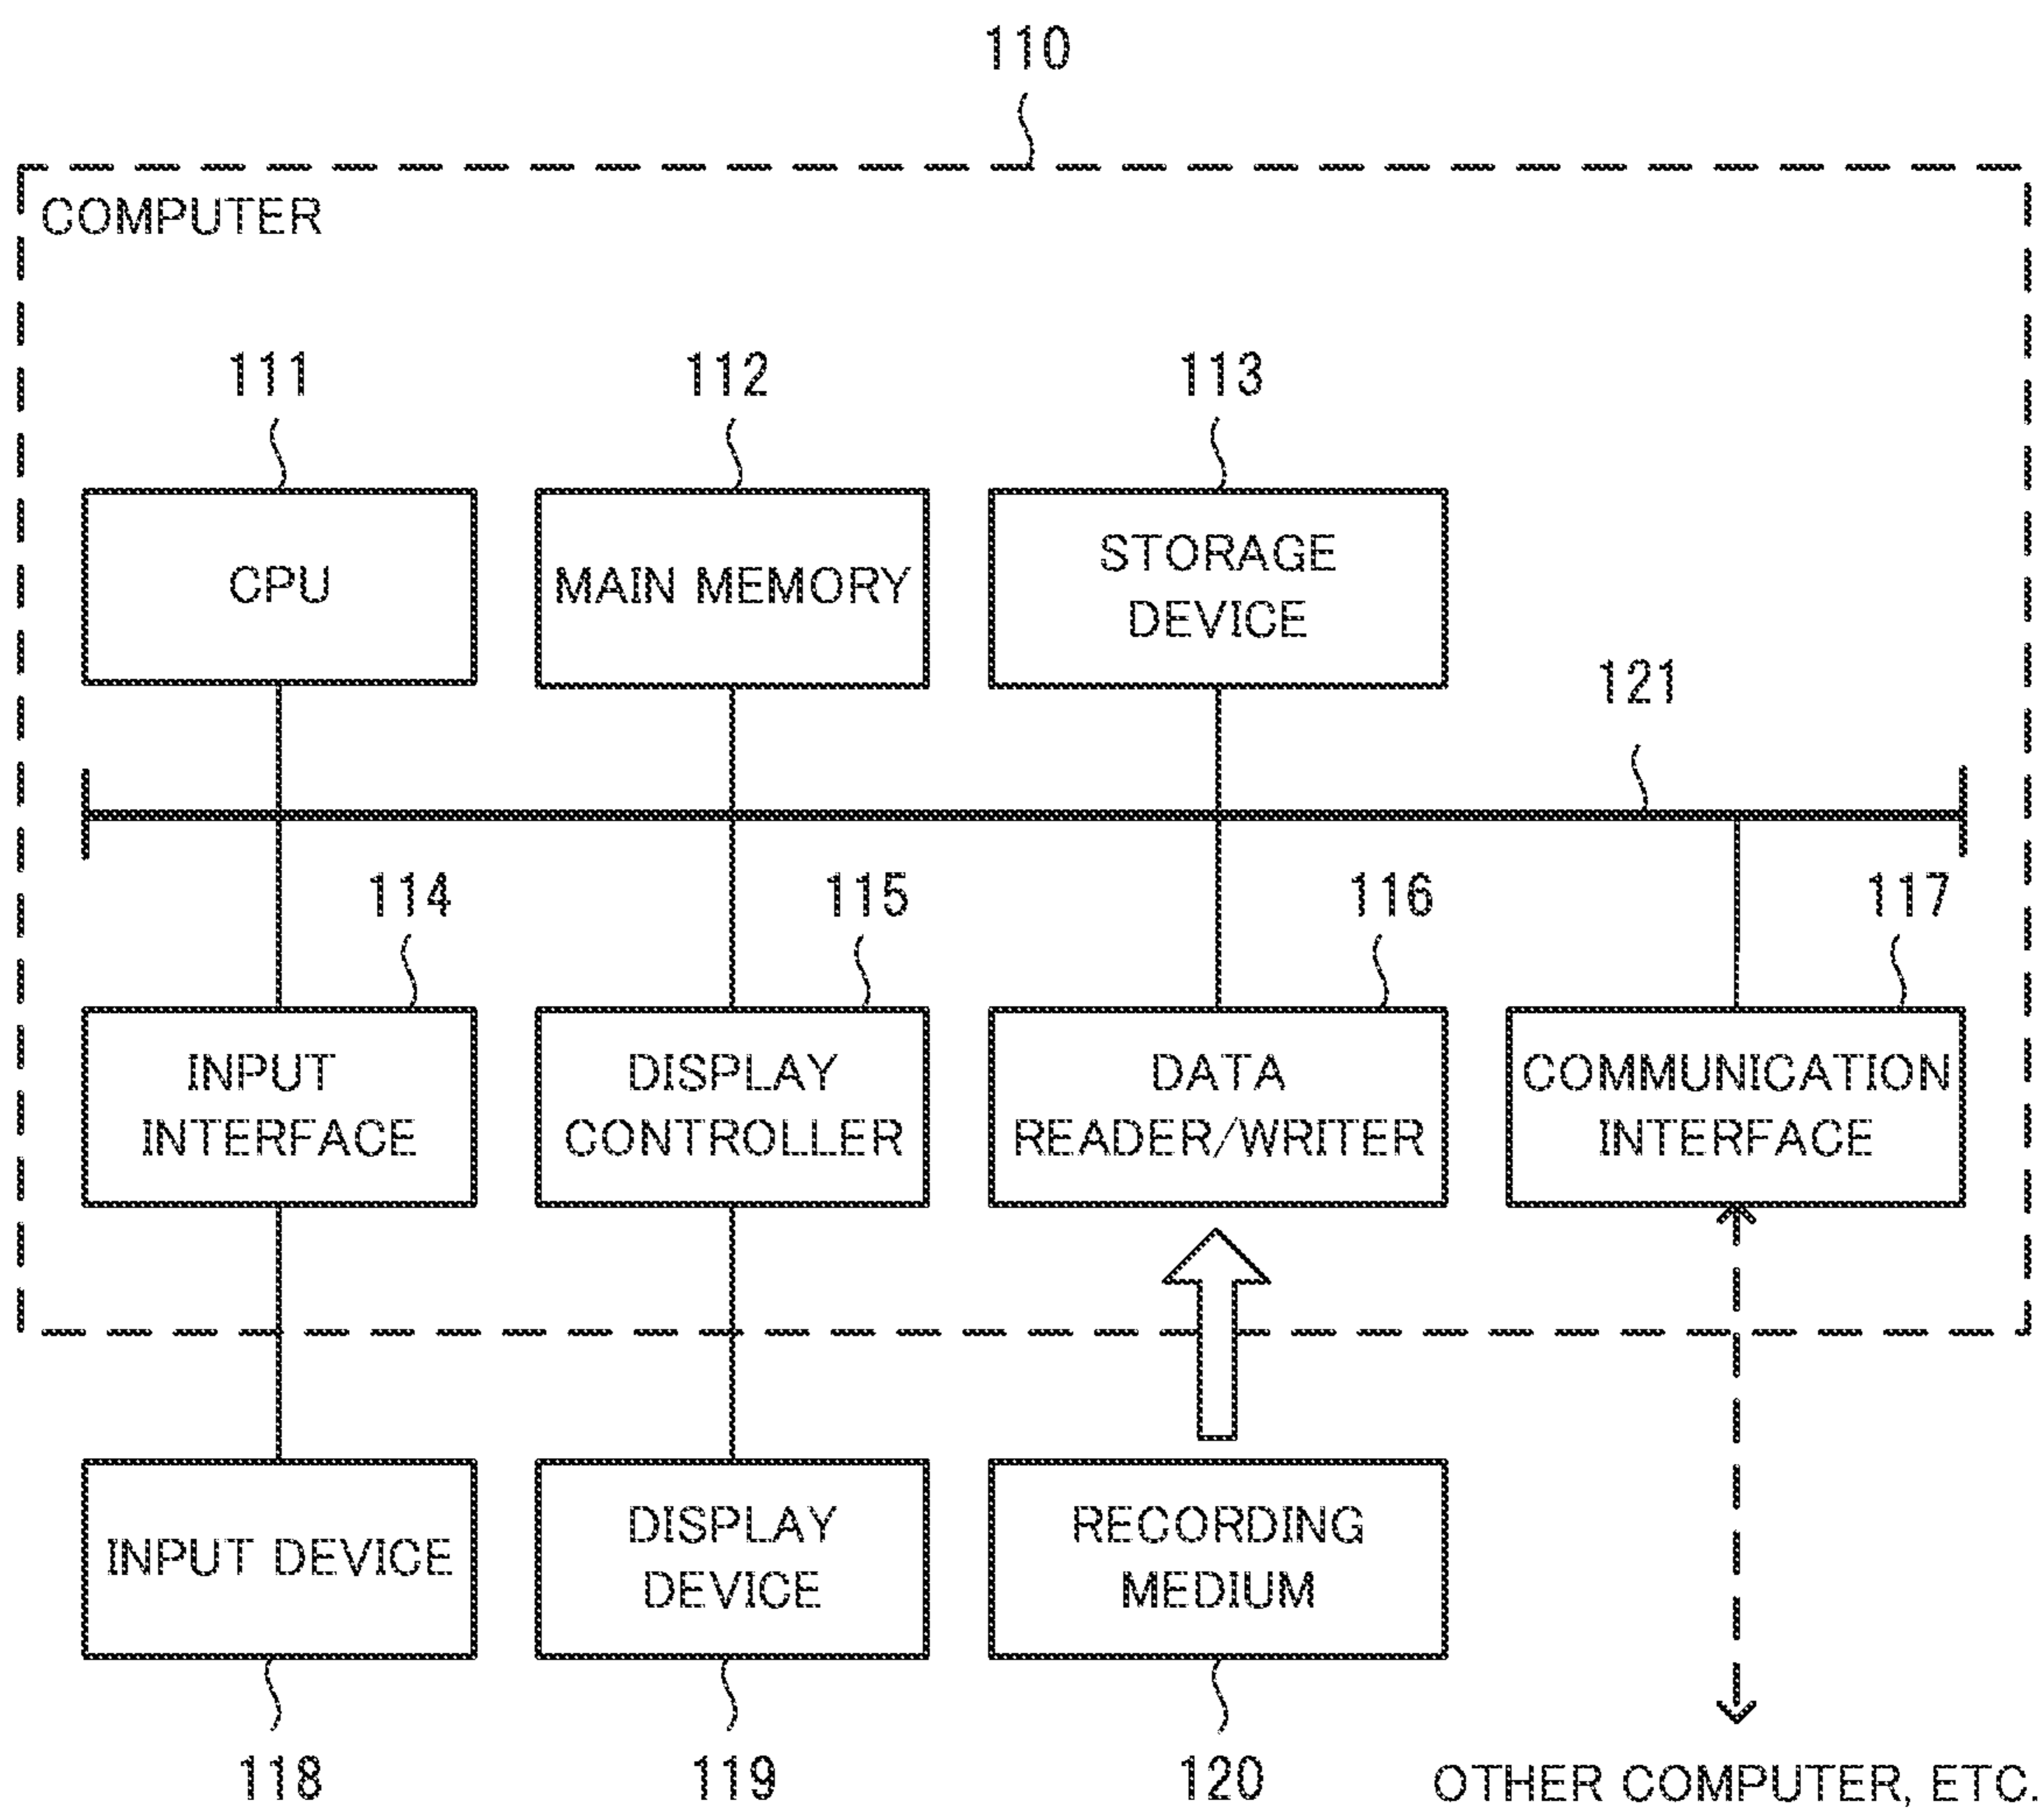 110
COMPUTER
111
112
113
CPU
MAIN MEMORY
STORAGE
DEVICE
121
114
115
116
117
INPUT
INTERFACE
DISPLAY
CONTROLLER
DATA
READER/WRITER
COMMUNICATION
INTERFACE
INPUT DEVICE
DISPLAY
DEVICE
RECORDING
MEDIUM
118
119
120
OTHER COMPUTER, ETC.